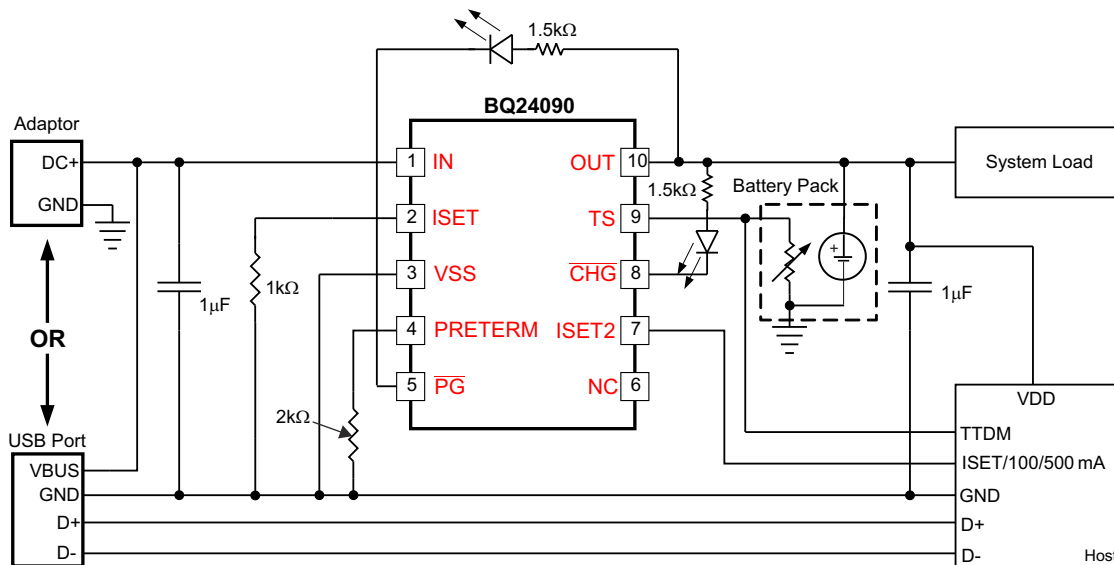 1.5kΩ
BQ24090
Adaptor
DC+
GND
1 IN
OUT 10
System Load
1.5kΩ
Battery Pack
2 ISET
TS 9
+
3 VSS
CHG 8
1μF
1kΩ
1μF
OR
4 PRETERM
ISET2 7
5 PG
NC 6
VDD
2kΩ
TTDM
USB Port
VBUS
ISET/100/500 mA
GND
GND
D+
D+
D-
D-
Host